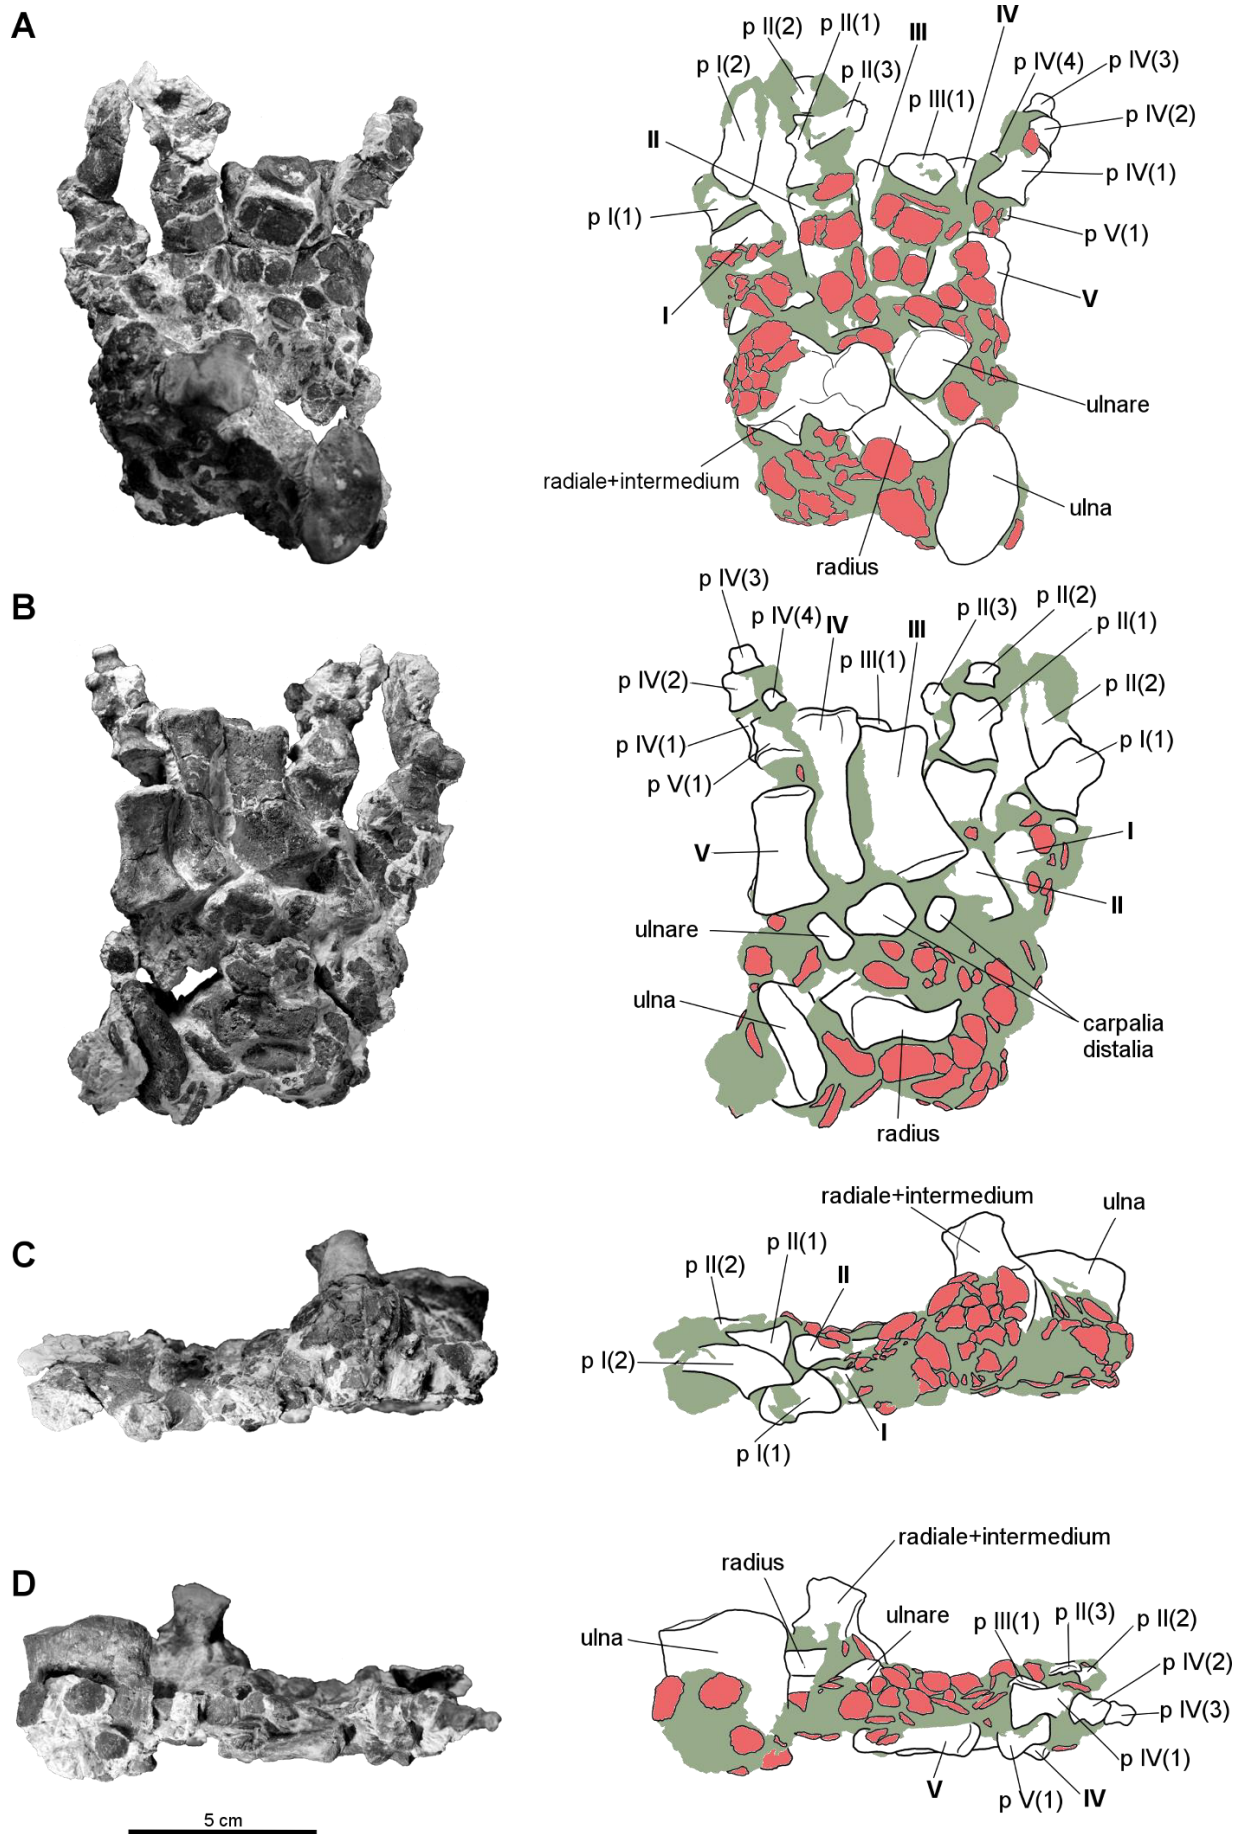 A
p II(2)
p II(1)
III
IV
p I(2)
p II(3)
p III(1)
p IV(4)
p IV(3)
p IV(2)
II
p IV(1)
p I(1)
p V(1)
I
V
ulnare
radiale+intermedium
ulna
radius
B
p IV(3)
p IV(4)
IV
III
p II(3)
p II(2)
p II(1)
p IV(2)
p III(1)
p II(2)
p IV(1)
p I(1)
p V(1)
V
I
II
ulnare
ulna
carpalia
distalia
radius
C
radiale+intermedium
ulna
p II(2)
p II(1)
II
p I(2)
p I(1)
I
D
radiale+intermedium
radius
ulnare
ulna
p III(1)
p II(3)
p II(2)
p IV(2)
p IV(3)
p IV(1)
V
p V(1)
IV
5 cm